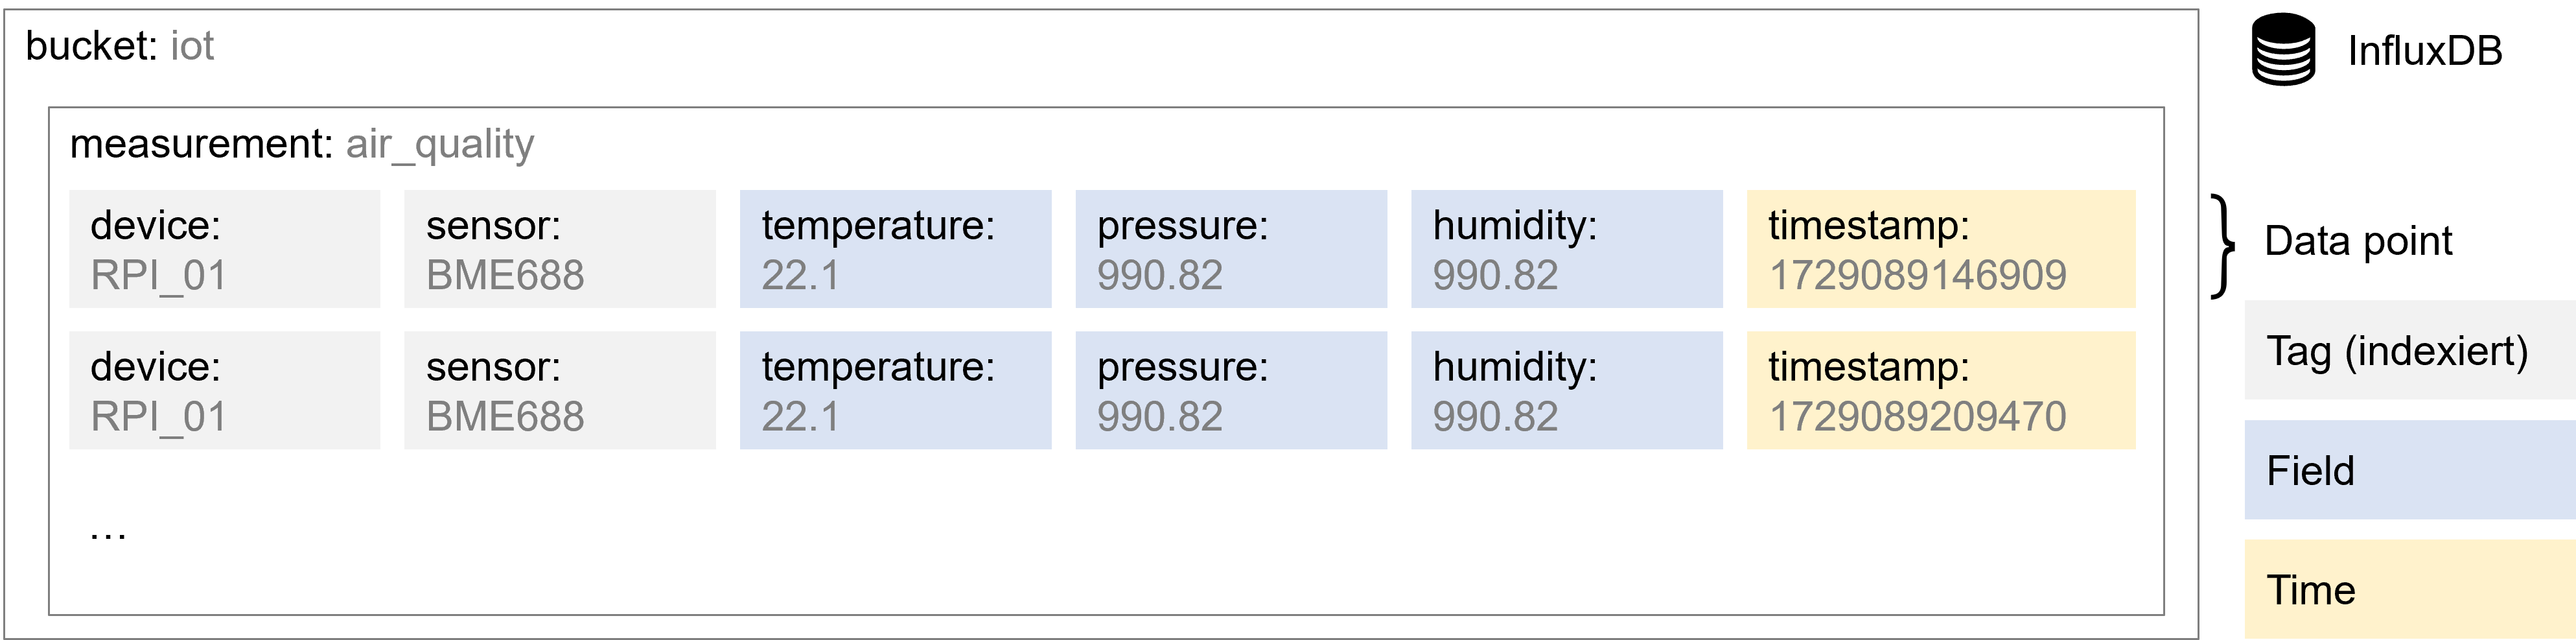 bucket: iot
InfluxDB
measurement: air_quality
device: sensor: temperature: pressure: humidity: timestamp:
RPI_01 BME688 22.1 990.82 990.82 1729089146909
Data point
device: sensor: temperature: pressure: humidity: timestamp:
RPI_01 BME688 22.1 990.82 990.82 1729089209470
Tag (indexiert)
Field
...
Time